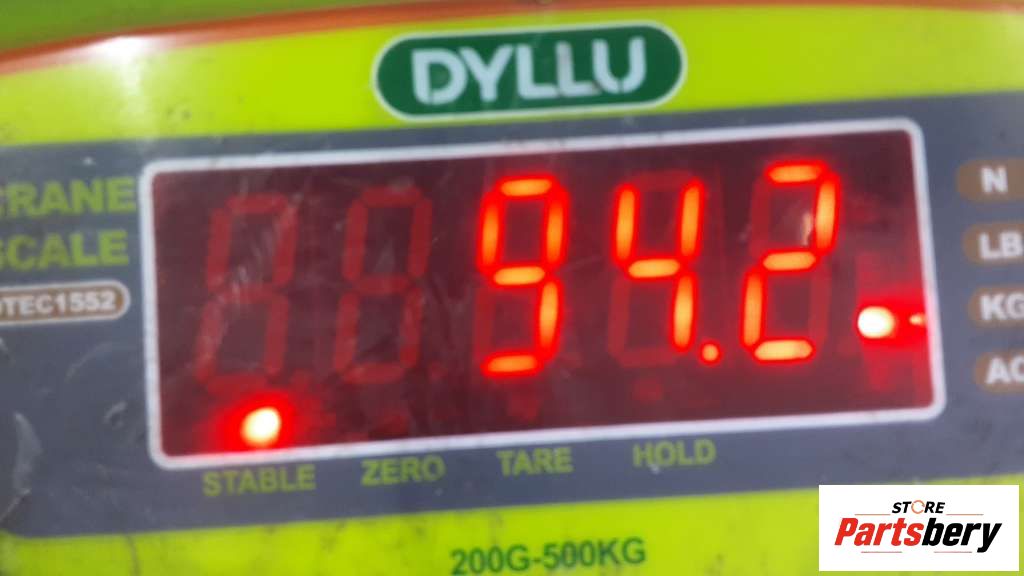 DYLLU
CRANE
SCALE
DTEC1552
94.2
N
LB
KG
STABLE ZERO TARE HOLD
200G-500KG
STORE
Partsbery